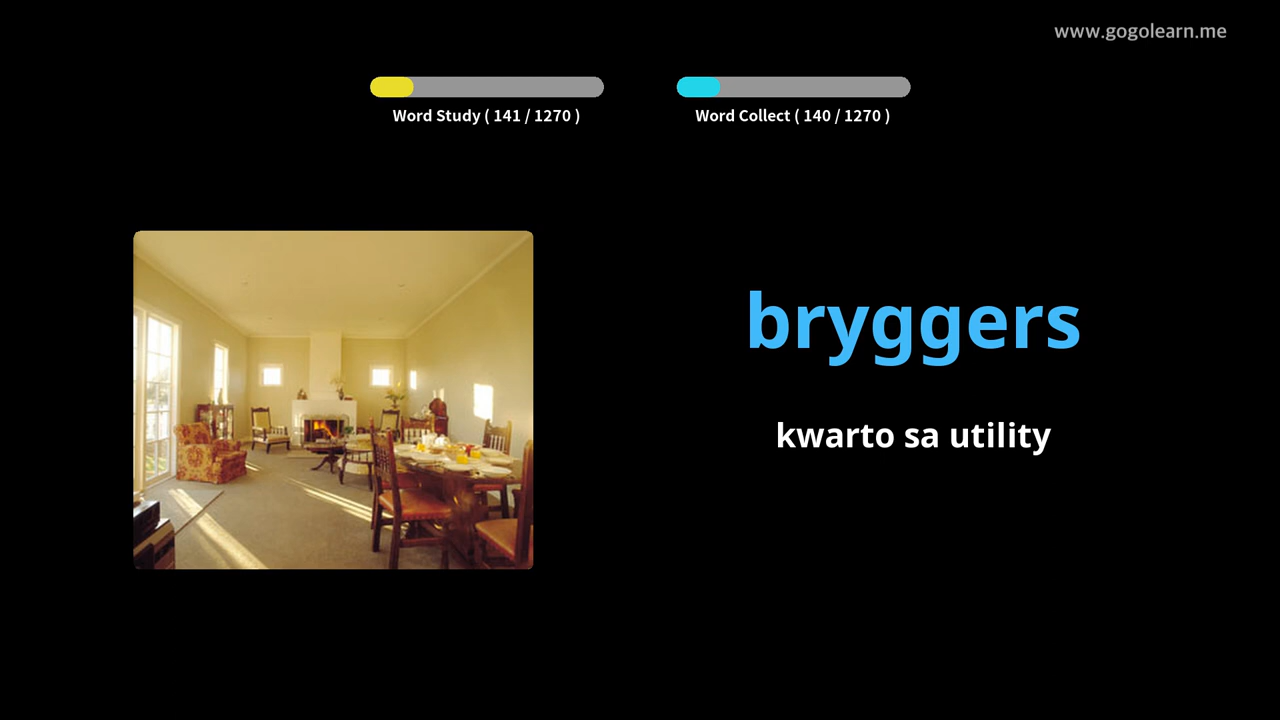 www.gogolearn.me
Word Study ( 141 / 1270 )
Word Collect ( 140 / 1270 )
bryggers
kwarto sa utility